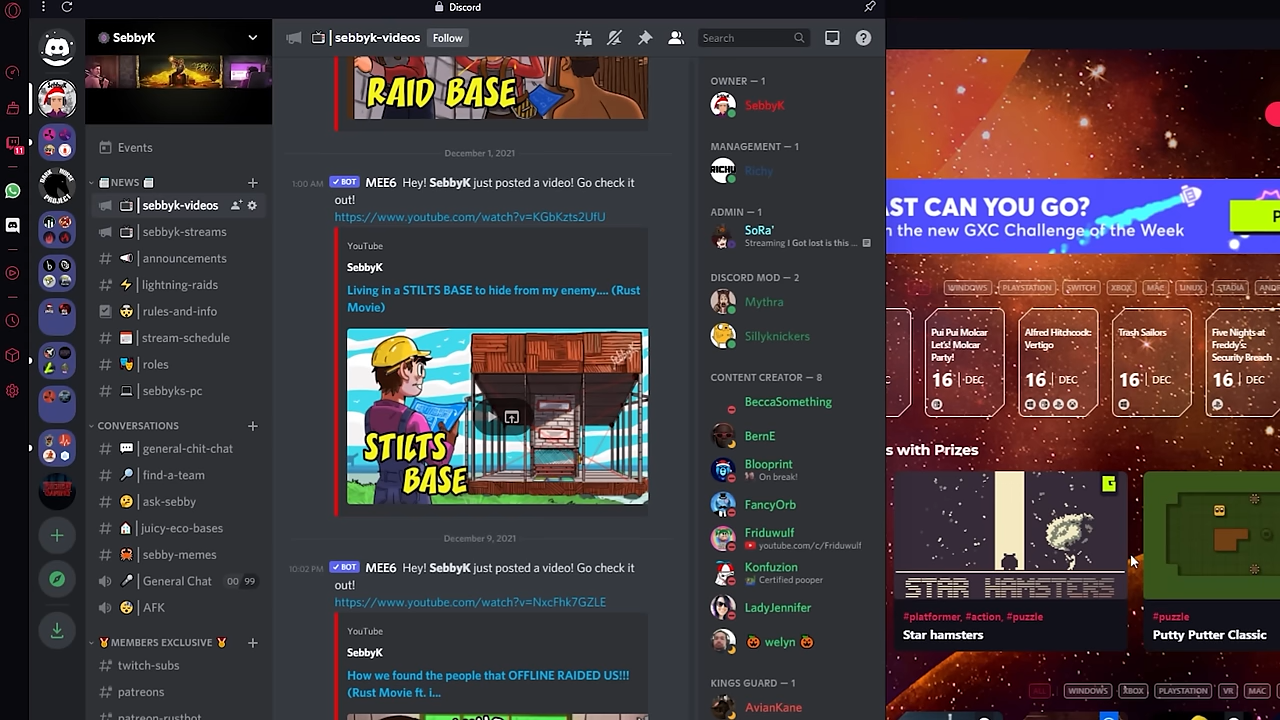 Discord
SebbyK
Events
NEWS
| sebbyk-videos
| sebbyk-streams
| announcements
| lightning-raids
| rules-and-info
| stream-schedule
| roles
| sebbyks-pc
CONVERSATIONS
| general-chit-chat
| find-a-team
| ask-sebby
| juicy-eco-bases
| sebby-memes
| General Chat 00 99
| AFK
MEMBERS EXCLUSIVE
twitch-subs
patreons
patreon-rustbot
11
| sebbyk-videos Follow
Search
RAID BASE
December 1, 2021
1:00 AM BOT MEE6 Hey! SebbyK just posted a video! Go check it
out!
https://www.youtube.com/watch?v=KGbKzts2UfU
YouTube
SebbyK
Living in a STILTS BASE to hide from my enemy.... (Rust
Movie)
SebbyK
STILTS
BASE
December 9, 2021
10:02 PM BOT MEE6 Hey! SebbyK just posted a video! Go check it
out!
https://www.youtube.com/watch?v=NxcFhk7GZLE
YouTube
SebbyK
How we found the people that OFFLINE RAIDED US!!!
(Rust Movie ft. i...
OWNER — 1
SebbyK
MANAGEMENT — 1
RICHY
Richy
ADMIN — 1
SoRa'
Streaming I Got lost is this ...
DISCORD MOD — 2
Mythra
Sillyknickers
CONTENT CREATOR — 8
BeccaSomething
BernE
Blooprint
On break!
FancyOrb
Friduwulf
youtube.com/c/Friduwulf
Konfuzion
Certified pooper
LadyJennifer
welyn
KINGS GUARD — 1
AvianKane
AST CAN YOU GO?
n the new GXC Challenge of the Week
P
WINDOWS PLAYSTATION SWITCH XBOX MAC LINUX STADIA ANDR
Pui Pui Molcar
Let's! Molcar
Party!
16 DEC
Alfred Hitchcock:
Vertigo
16 DEC
Trash Sailors
16 DEC
Five Nights at
Freddy's:
Security Breach
16 DEC
s with Prizes
STAR HAMSTERS
#platformer, #action, #puzzle
Star hamsters
#puzzle
Putty Putter Classic
ALL WINDOWS XBOX PLAYSTATION VR MAC